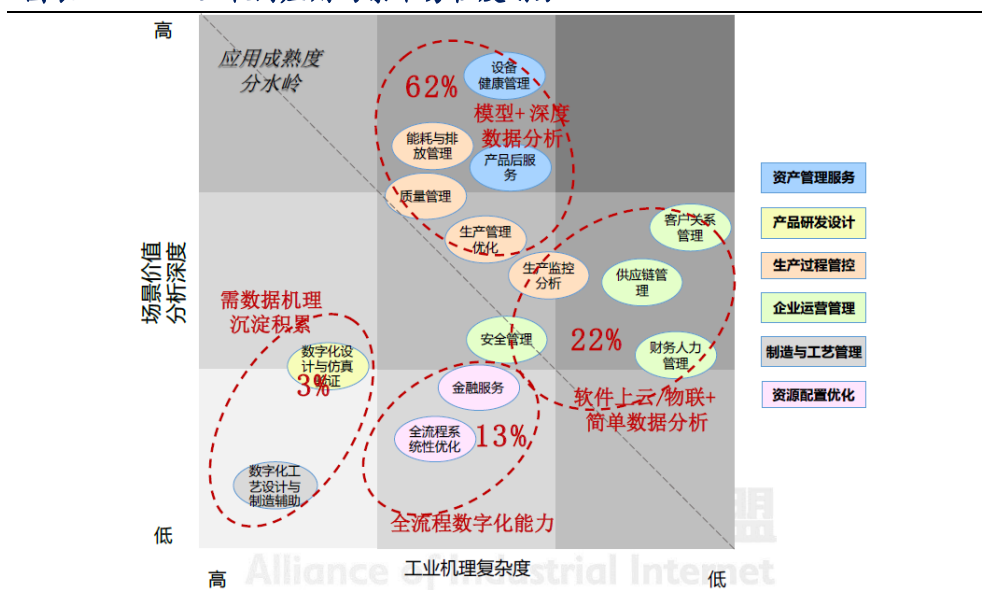 高
应用成熟度
分水岭
62%
设备
健康管理
模型+深度
数据分析
能耗与排
放管理
产品后服
务
质量管理
生产管理
优化
生产监控
分析
客户关系
管理
供应链管
理
22%
财务人力
管理
软件上云/物联+
简单数据分析
安全管理
场景价值
分析深度
需数据机理
沉淀积累
数字化设
计与仿真
验证
3%
数字化工
艺设计与
制造辅助
金融服务
全流程系
统性优化
13%
全流程数字化能力
低
高
工业机理复杂度
低
资产管理服务
产品研发设计
生产过程管控
企业运营管理
制造与工艺管理
资源配置优化
盟
Alliance of Industrial Internet